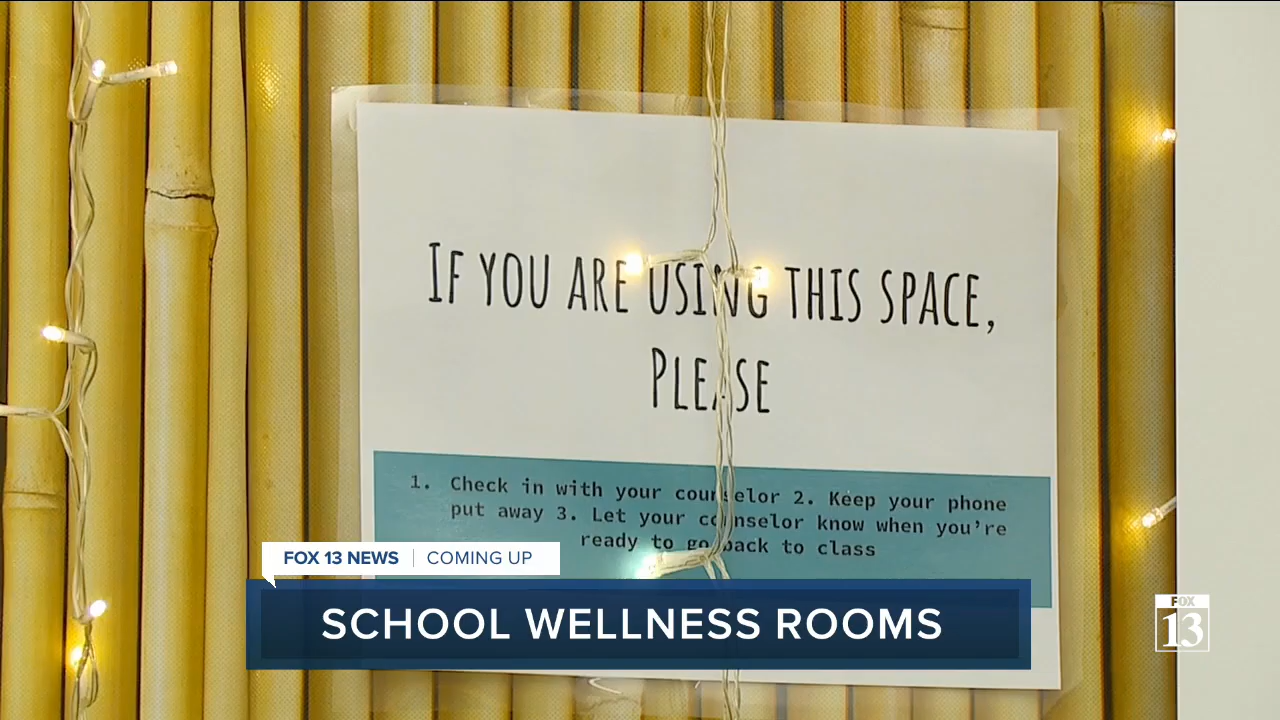 IF YOU ARE USING THIS SPACE,
PLEASE
1. Check in with your counselor 2. Keep your phone
put away 3. Let your counselor know when you're
ready to go back to class
FOX 13 NEWS | COMING UP
SCHOOL WELLNESS ROOMS
FOX
13